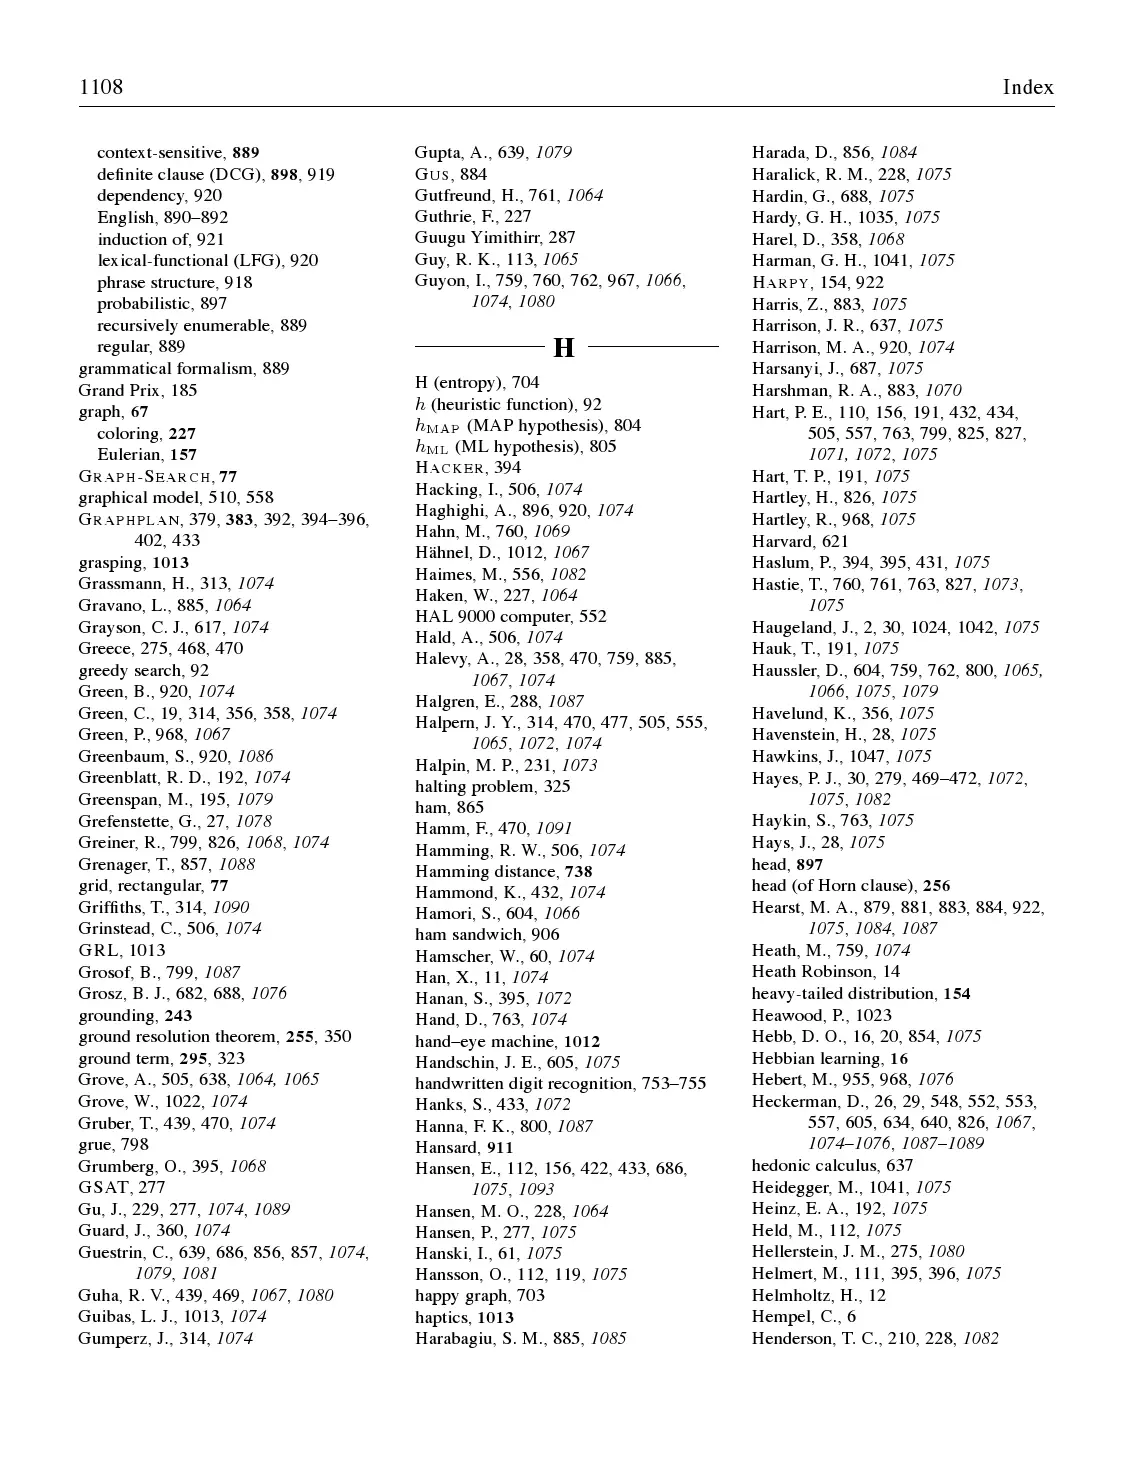 1108
Index
context-sensitive, 889
definite clause (DCG), 898, 919
dependency, 920
English, 890–892
induction of, 921
lexical-functional (LFG), 920
phrase structure, 918
probabilistic, 897
recursively enumerable, 889
regular, 889
grammatical formalism, 889
Grand Prix, 185
graph, 67
coloring, 227
Eulerian, 157
GRAPH-SEARCH, 77
graphical model, 510, 558
GRAPHPLAN, 379, 383, 392, 394–396,
402, 433
grasping, 1013
Grassmann, H., 313, 1074
Gravano, L., 885, 1064
Grayson, C. J., 617, 1074
Greece, 275, 468, 470
greedy search, 92
Green, B., 920, 1074
Green, C., 19, 314, 356, 358, 1074
Green, P., 968, 1067
Greenbaum, S., 920, 1086
Greenblatt, R. D., 192, 1074
Greenspan, M., 195, 1079
Grefenstette, G., 27, 1078
Greiner, R., 799, 826, 1068, 1074
Grenager, T., 857, 1088
grid, rectangular, 77
Griffiths, T., 314, 1090
Grinstead, C., 506, 1074
GRL, 1013
Grosof, B., 799, 1087
Grosz, B. J., 682, 688, 1076
grounding, 243
ground resolution theorem, 255, 350
ground term, 295, 323
Grove, A., 505, 638, 1064, 1065
Grove, W., 1022, 1074
Gruber, T., 439, 470, 1074
grue, 798
Grumberg, O., 395, 1068
GSAT, 277
Gu, J., 229, 277, 1074, 1089
Guard, J., 360, 1074
Guestrin, C., 639, 686, 856, 857, 1074,
1079, 1081
Guha, R. V., 439, 469, 1067, 1080
Guibas, L. J., 1013, 1074
Gumperz, J., 314, 1074
Gupta, A., 639, 1079
GUS, 884
Gutfreund, H., 761, 1064
Guthrie, F., 227
Guugu Yimithirr, 287
Guy, R. K., 113, 1065
Guyon, I., 759, 760, 762, 967, 1066,
1074, 1080
H
H (entropy), 704
h (heuristic function), 92
hMAP (MAP hypothesis), 804
hML (ML hypothesis), 805
HACKER, 394
Hacking, I., 506, 1074
Haghighi, A., 896, 920, 1074
Hahn, M., 760, 1069
Hähnel, D., 1012, 1067
Haimes, M., 556, 1082
Haken, W., 227, 1064
HAL 9000 computer, 552
Hald, A., 506, 1074
Halevy, A., 28, 358, 470, 759, 885,
1067, 1074
Halgren, E., 288, 1087
Halpern, J. Y., 314, 470, 477, 505, 555,
1065, 1072, 1074
Halpin, M. P., 231, 1073
halting problem, 325
ham, 865
Hamm, F., 470, 1091
Hamming, R. W., 506, 1074
Hamming distance, 738
Hammond, K., 432, 1074
Hamori, S., 604, 1066
ham sandwich, 906
Hamscher, W., 60, 1074
Han, X., 11, 1074
Hanan, S., 395, 1072
Hand, D., 763, 1074
hand–eye machine, 1012
Handschin, J. E., 605, 1075
handwritten digit recognition, 753–755
Hanks, S., 433, 1072
Hanna, F. K., 800, 1087
Hansard, 911
Hansen, E., 112, 156, 422, 433, 686,
1075, 1093
Hansen, M. O., 228, 1064
Hansen, P., 277, 1075
Hanski, I., 61, 1075
Hansson, O., 112, 119, 1075
happy graph, 703
haptics, 1013
Harabagiu, S. M., 885, 1085
Harada, D., 856, 1084
Haralick, R. M., 228, 1075
Hardin, G., 688, 1075
Hardy, G. H., 1035, 1075
Harel, D., 358, 1068
Harman, G. H., 1041, 1075
HARPY, 154, 922
Harris, Z., 883, 1075
Harrison, J. R., 637, 1075
Harrison, M. A., 920, 1074
Harsanyi, J., 687, 1075
Harshman, R. A., 883, 1070
Hart, P. E., 110, 156, 191, 432, 434,
505, 557, 763, 799, 825, 827,
1071, 1072, 1075
Hart, T. P., 191, 1075
Hartley, H., 826, 1075
Hartley, R., 968, 1075
Harvard, 621
Haslum, P., 394, 395, 431, 1075
Hastie, T., 760, 761, 763, 827, 1073,
1075
Haugeland, J., 2, 30, 1024, 1042, 1075
Hauk, T., 191, 1075
Haussler, D., 604, 759, 762, 800, 1065,
1066, 1075, 1079
Havelund, K., 356, 1075
Havenstein, H., 28, 1075
Hawkins, J., 1047, 1075
Hayes, P. J., 30, 279, 469–472, 1072,
1075, 1082
Haykin, S., 763, 1075
Hays, J., 28, 1075
head, 897
head (of Horn clause), 256
Hearst, M. A., 879, 881, 883, 884, 922,
1075, 1084, 1087
Heath, M., 759, 1074
Heath Robinson, 14
heavy-tailed distribution, 154
Heawood, P., 1023
Hebb, D. O., 16, 20, 854, 1075
Hebbian learning, 16
Hebert, M., 955, 968, 1076
Heckerman, D., 26, 29, 548, 552, 553,
557, 605, 634, 640, 826, 1067,
1074–1076, 1087–1089
hedonic calculus, 637
Heidegger, M., 1041, 1075
Heinz, E. A., 192, 1075
Held, M., 112, 1075
Hellerstein, J. M., 275, 1080
Helmert, M., 111, 395, 396, 1075
Helmholtz, H., 12
Hempel, C., 6
Henderson, T. C., 210, 228, 1082